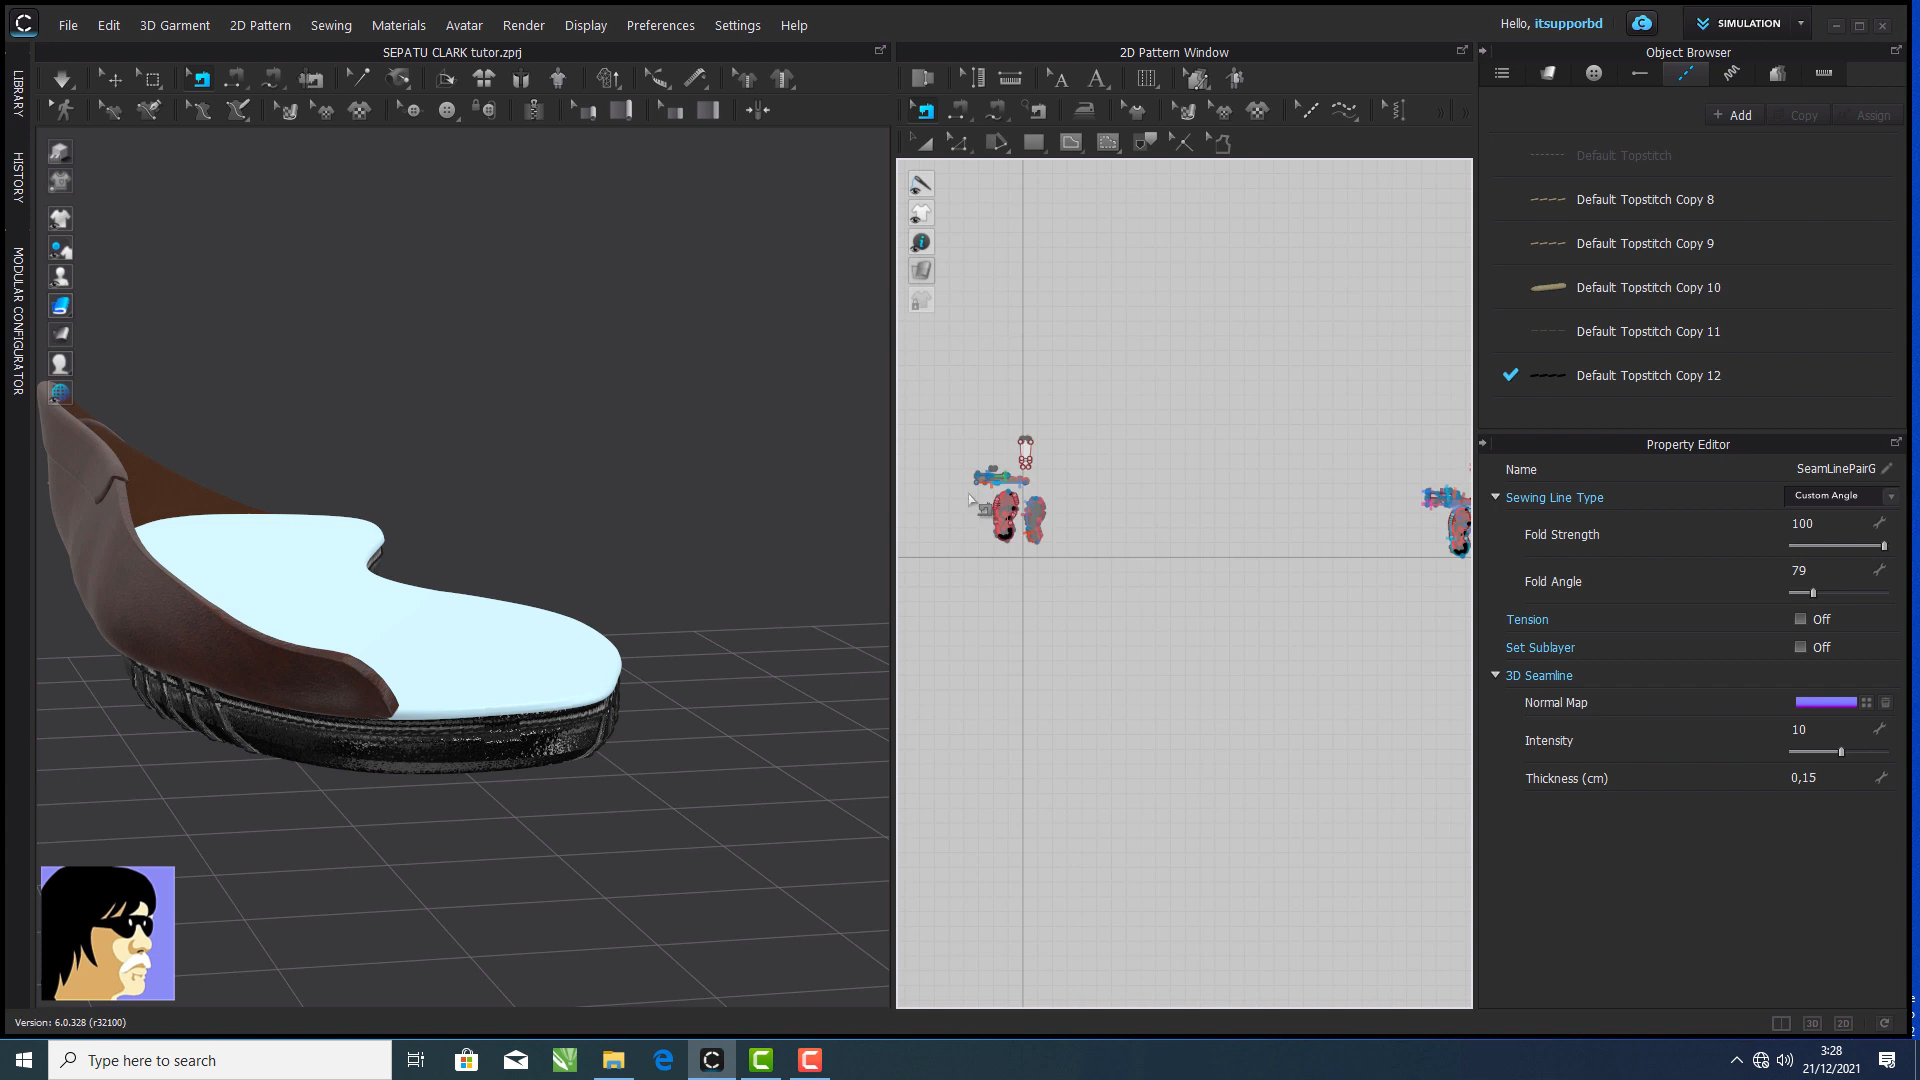 File Edit 3D Garment 2D Pattern Sewing Materials Avatar Render Display Preferences Settings Help
Hello, itsupporbd
SIMULATION
SEPATU CLARK tutor.zprj
2D Pattern Window
Object Browser
LIBRARY
HISTORY
MODULAR CONFIGURATOR
+ Add Copy Assign
Default Topstitch
Default Topstitch Copy 8
Default Topstitch Copy 9
Default Topstitch Copy 10
Default Topstitch Copy 11
Default Topstitch Copy 12
Property Editor
Name SeamLinePairG
Sewing Line Type Custom Angle
Fold Strength 100
Fold Angle 79
Tension Off
Set Sublayer Off
3D Seamline
Normal Map
Intensity 10
Thickness (cm) 0,15
Version: 6.0.328 (r32100)
3D 2D
Type here to search
3:28
21/12/2021